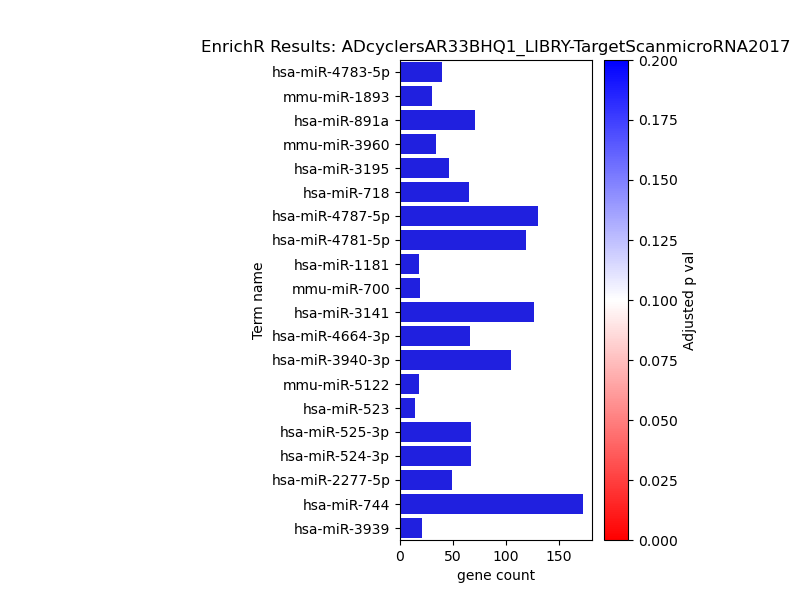 EnrichR Results: ADcyclersAR33BHQ1_LIBRY-TargetScanmicroRNA2017
hsa-miR-4783-5p
mmu-miR-1893
hsa-miR-891a
mmu-miR-3960
hsa-miR-3195
hsa-miR-718
hsa-miR-4787-5p
hsa-miR-4781-5p
hsa-miR-1181
mmu-miR-700
hsa-miR-3141
hsa-miR-4664-3p
hsa-miR-3940-3p
mmu-miR-5122
hsa-miR-523
hsa-miR-525-3p
hsa-miR-524-3p
hsa-miR-2277-5p
hsa-miR-744
hsa-miR-3939
Term name
0 50 100 150
gene count
0.200
0.175
0.150
0.125
0.100
0.075
0.050
0.025
0.000
Adjusted p val